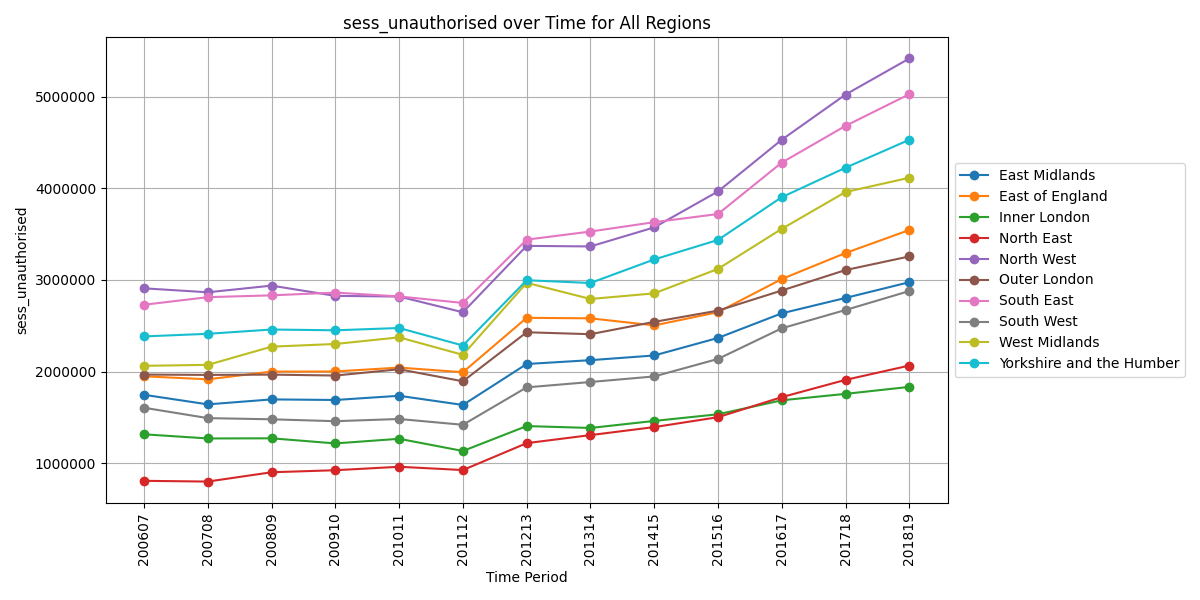 sess_unauthorised over Time for All Regions
sess_unauthorised
5000000
4000000
3000000
2000000
1000000
200607
200708
200809
200910
201011
201112
201213
201314
201415
201516
201617
201718
201819
Time Period
East Midlands
East of England
Inner London
North East
North West
Outer London
South East
South West
West Midlands
Yorkshire and the Humber